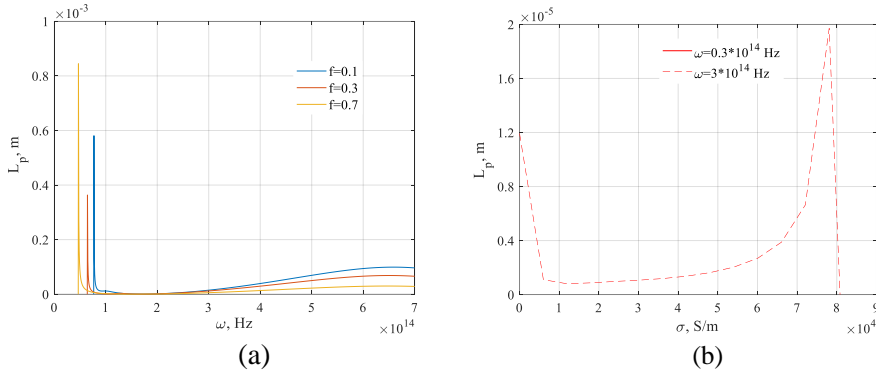 ×10⁻³
1
0.8
0.6
0.4
0.2
0
L_p, m
f=0.1
f=0.3
f=0.7
0 1 2 3 4 5 6 7
ω, Hz
×10¹⁴
(a)
×10⁻⁵
2
1.6
1.2
0.8
0.4
0
L_p, m
ω=0.3*10¹⁴ Hz
ω=3*10¹⁴ Hz
0 1 2 3 4 5 6 7 8 9
σ, S/m
×10⁴
(b)